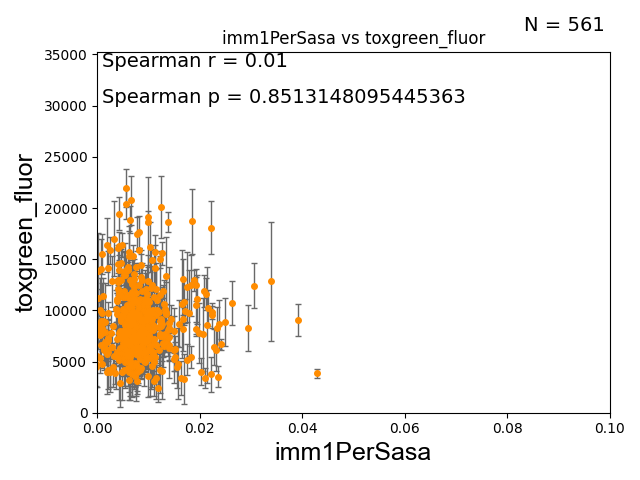 N = 561
imm1PerSasa vs toxgreen_fluor
Spearman r = 0.01
Spearman p = 0.8513148095445363
toxgreen_fluor
35000
30000
25000
20000
15000
10000
5000
0
0.00 0.02 0.04 0.06 0.08 0.10
imm1PerSasa